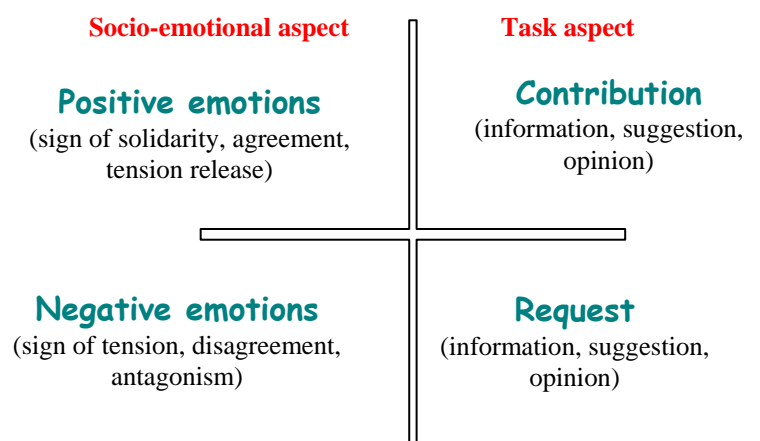 Socio-emotional aspect
Task aspect
Positive emotions
(sign of solidarity, agreement,
tension release)
Contribution
(information, suggestion,
opinion)
Negative emotions
(sign of tension, disagreement,
antagonism)
Request
(information, suggestion,
opinion)